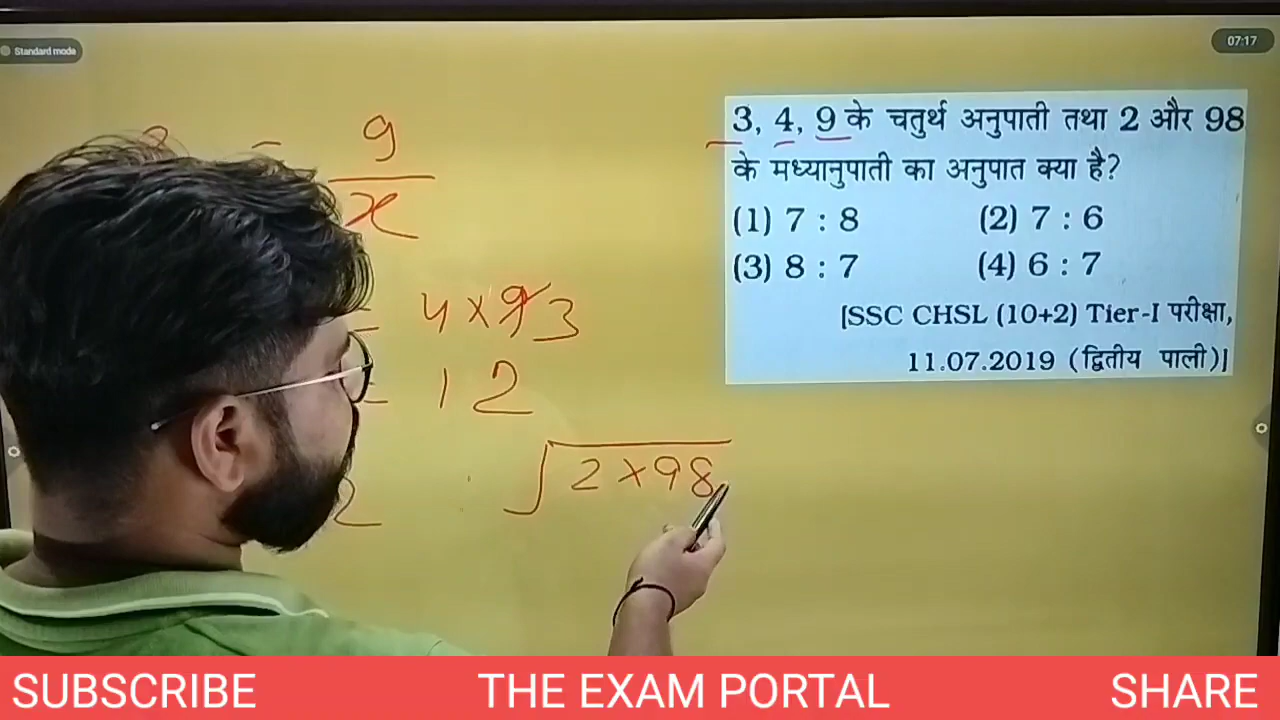 Standard mode
07:17
3, 4, 9 के चतुर्थ अनुपाती तथा 2 और 98
के मध्यानुपाती का अनुपात क्या है?
(1) 7 : 8 (2) 7 : 6
(3) 8 : 7 (4) 6 : 7
[SSC CHSL (10+2) Tier-I परीक्षा,
11.07.2019 (द्वितीय पाली)]
= 9
x
= 4 × 9 3
= 12
2 √2×98
SUBSCRIBE THE EXAM PORTAL SHARE